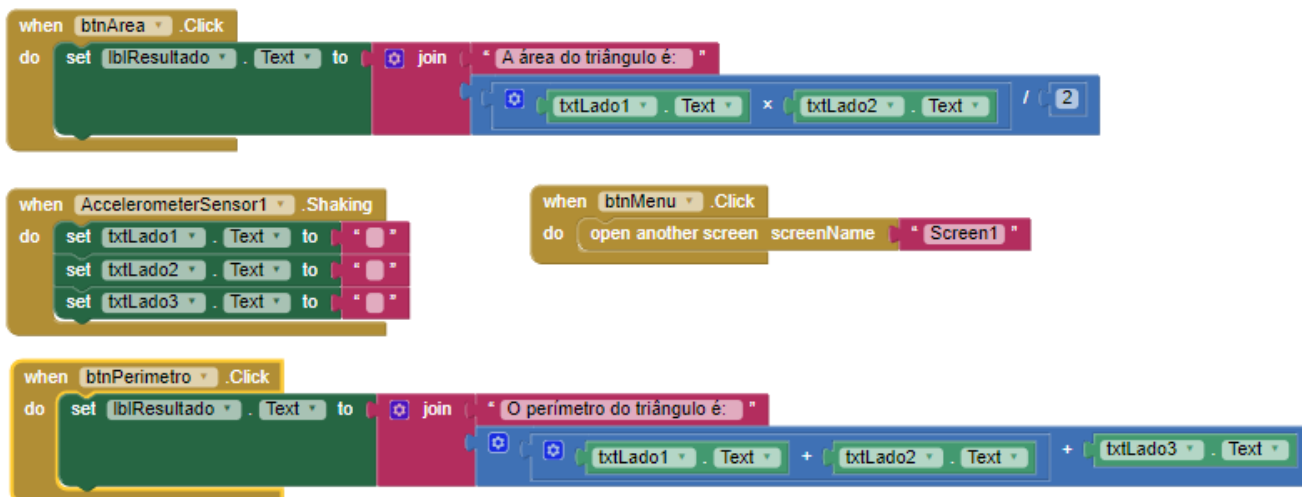 when btnArea .Click
do set lblResultado . Text to join " A área do triângulo é: "
txtLado1 . Text × txtLado2 . Text / 2
when AccelerometerSensor1 .Shaking
do set txtLado1 . Text to " "
set txtLado2 . Text to " "
set txtLado3 . Text to " "
when btnMenu .Click
do open another screen screenName " Screen1 "
when btnPerimetro .Click
do set lblResultado . Text to join " O perímetro do triângulo é: "
txtLado1 . Text + txtLado2 . Text + txtLado3 . Text